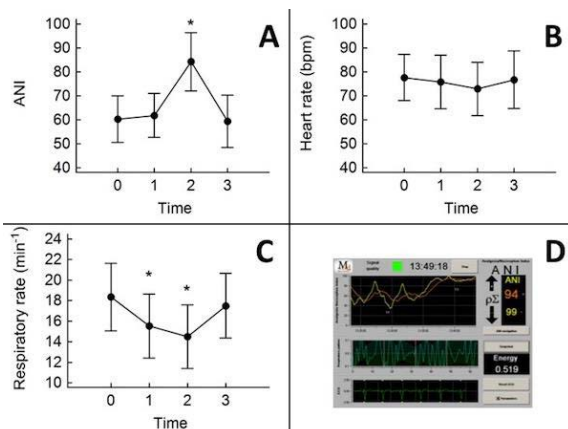 A
ANI
100
90
80
70
60
50
40
*
0 1 2 3
Time
B
Heart rate (bpm)
100
90
80
70
60
50
40
0 1 2 3
Time
C
Respiratory rate (min-1)
24
22
20
18
16
14
12
10
* *
0 1 2 3
Time
D
Signal
quality
13:49:18
ANI
ANI
94
ρΣ
99
Energy
0.519